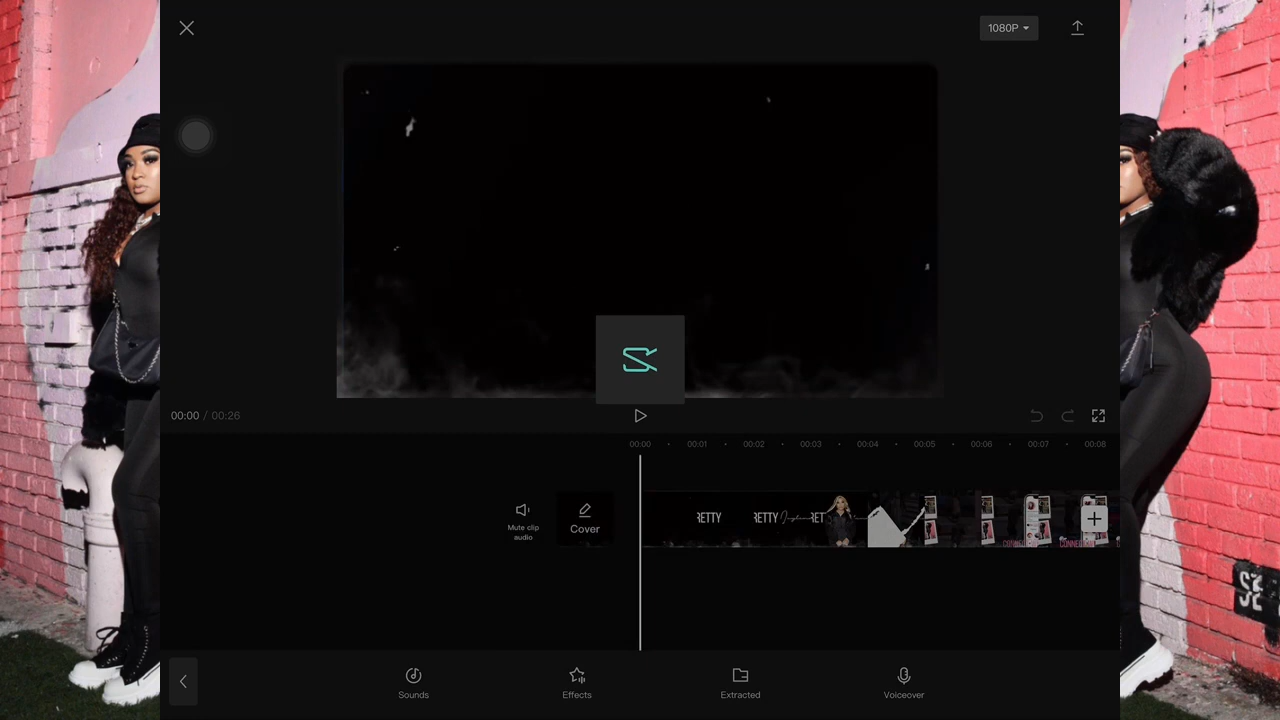 1080P
00:00 / 00:26
00:00 00:01 00:02 00:03 00:04 00:05 00:06 00:07 00:08
Mute clip
audio
Cover
RETTY
RETTY
RET
Sounds
Effects
Extracted
Voiceover